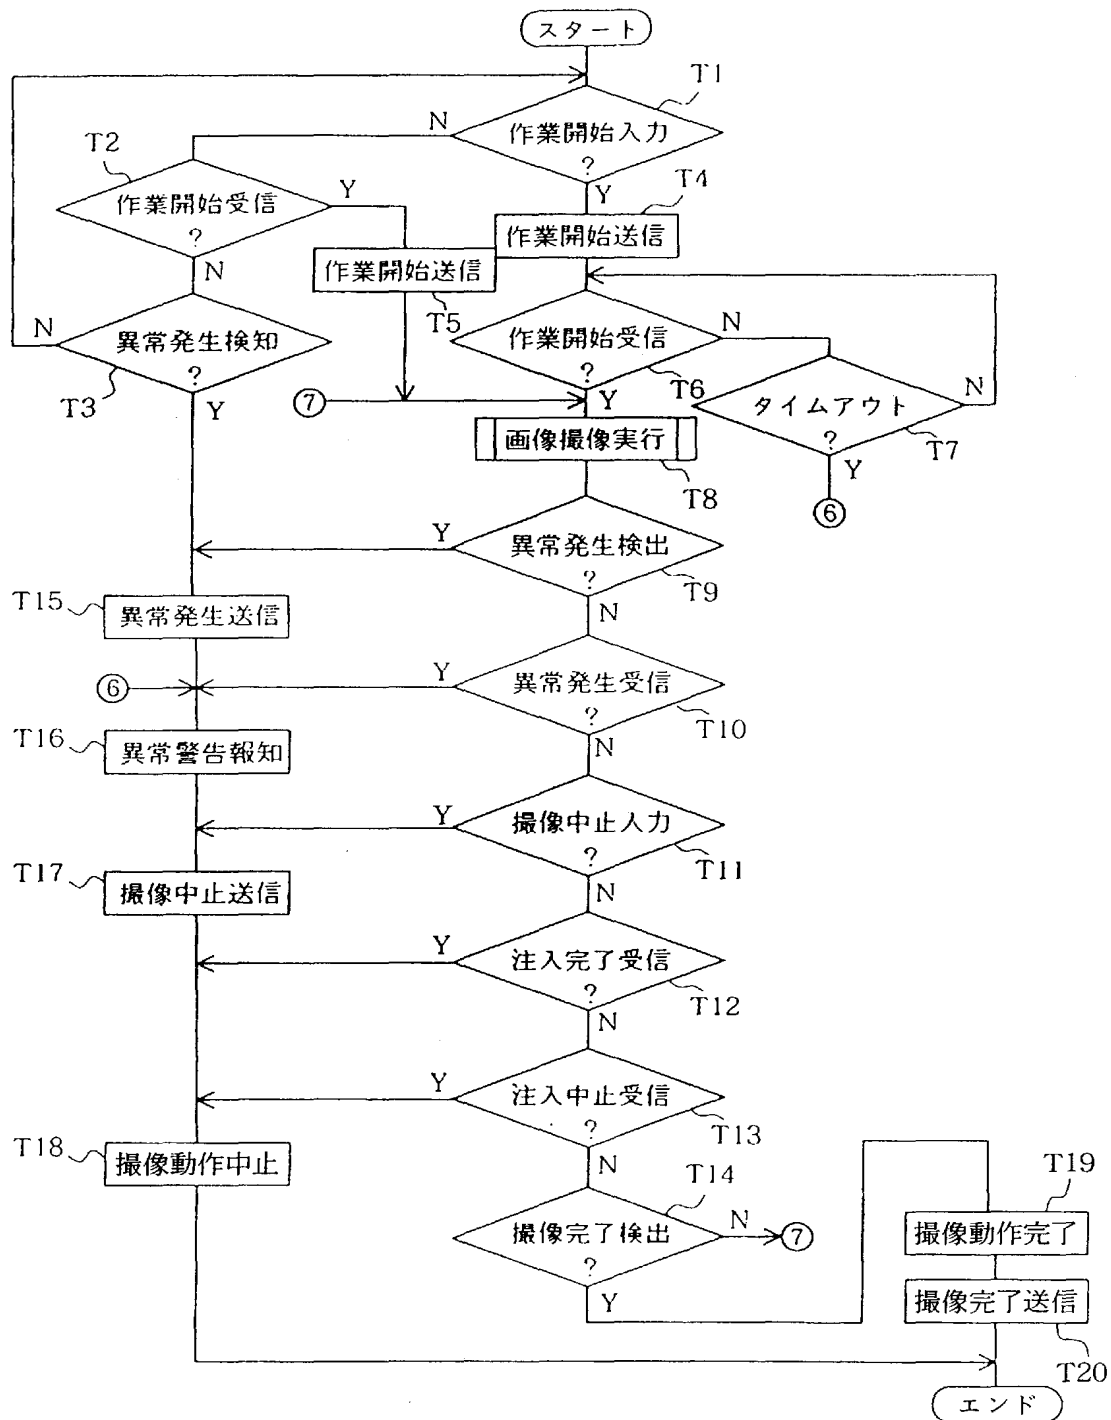 スタート
T1
N
作業開始入力
?
Y
T2
作業開始受信
?
Y
N
T4
作業開始送信
作業開始送信
T5
N
異常発生検知
?
T3
Y
作業開始受信
?
N
T6
Y
タイムアウト
?
N
T7
Y
⑥
⑦
画像撮像実行
T8
Y
異常発生検出
?
T9
N
T15
異常発生送信
⑥
Y
異常発生受信
?
T10
N
T16
異常警告報知
Y
撮像中止入力
?
T11
N
T17
撮像中止送信
Y
注入完了受信
?
T12
N
Y
注入中止受信
?
T13
N
T18
撮像動作中止
T14
撮像完了検出
?
N
⑦
Y
T19
撮像動作完了
撮像完了送信
T20
エンド